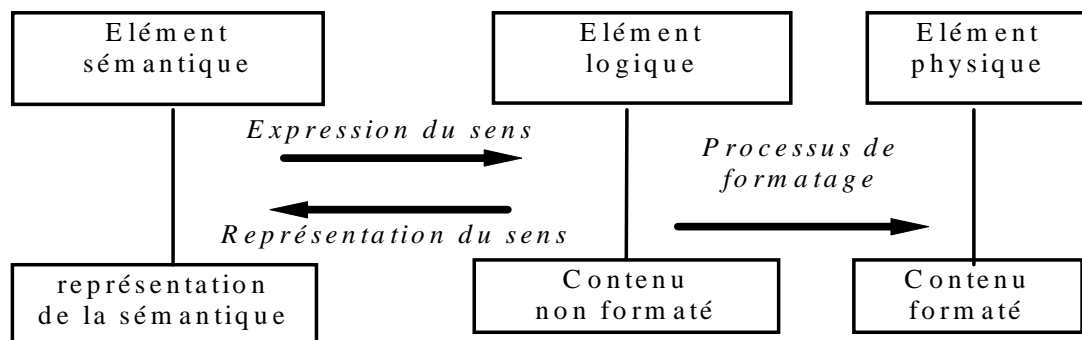 Elément
sémantique
Elément
logique
Elément
physique
Expression du sens
Processus de
formatage
Représentation du sens
représentation
de la sémantique
Contenu
non formaté
Contenu
formaté